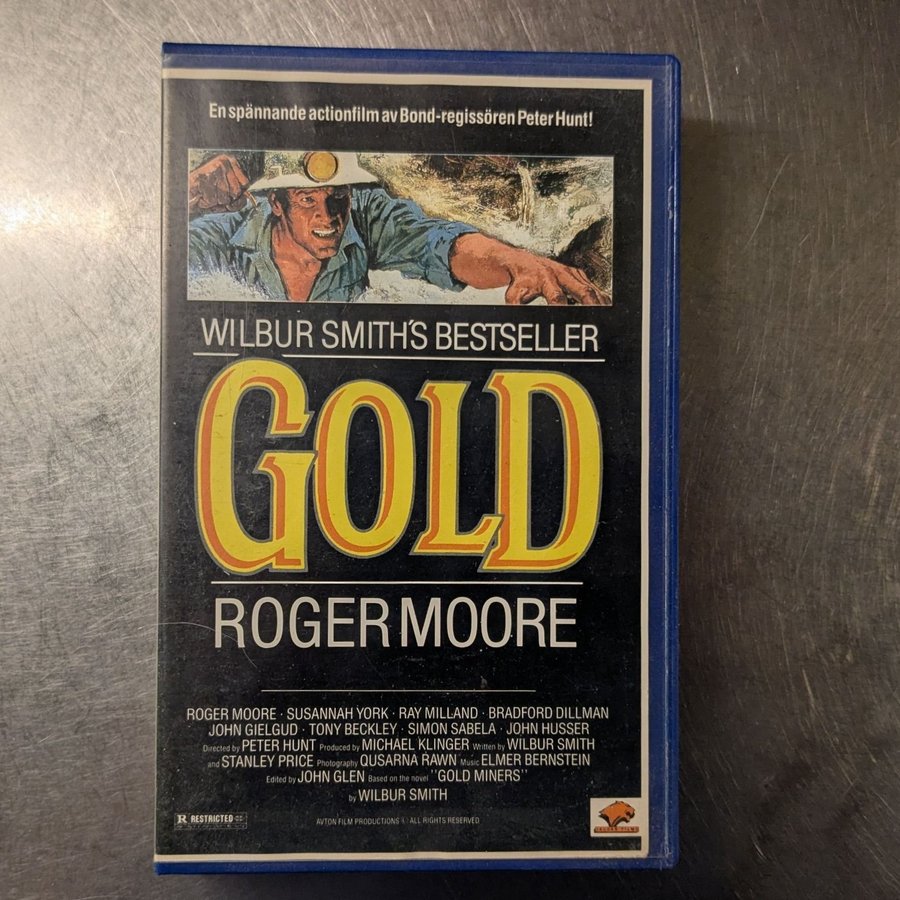 En spännande actionfilm av Bond-regissören Peter Hunt!
WILBUR SMITH'S BESTSELLER
GOLD
ROGER MOORE
ROGER MOORE · SUSANNAH YORK · RAY MILLAND · BRADFORD DILLMAN
JOHN GIELGUD · TONY BECKLEY · SIMON SABELA · JOHN HUSSER
Directed by PETER HUNT Produced by MICHAEL KLINGER Written by WILBUR SMITH
and STANLEY PRICE Photography QUSARNA RAWN Music ELMER BERNSTEIN
Edited by JOHN GLEN Based on the novel "GOLD MINERS"
by WILBUR SMITH
R RESTRICTED
AVTON FILM PRODUCTIONS © ALL RIGHTS RESERVED